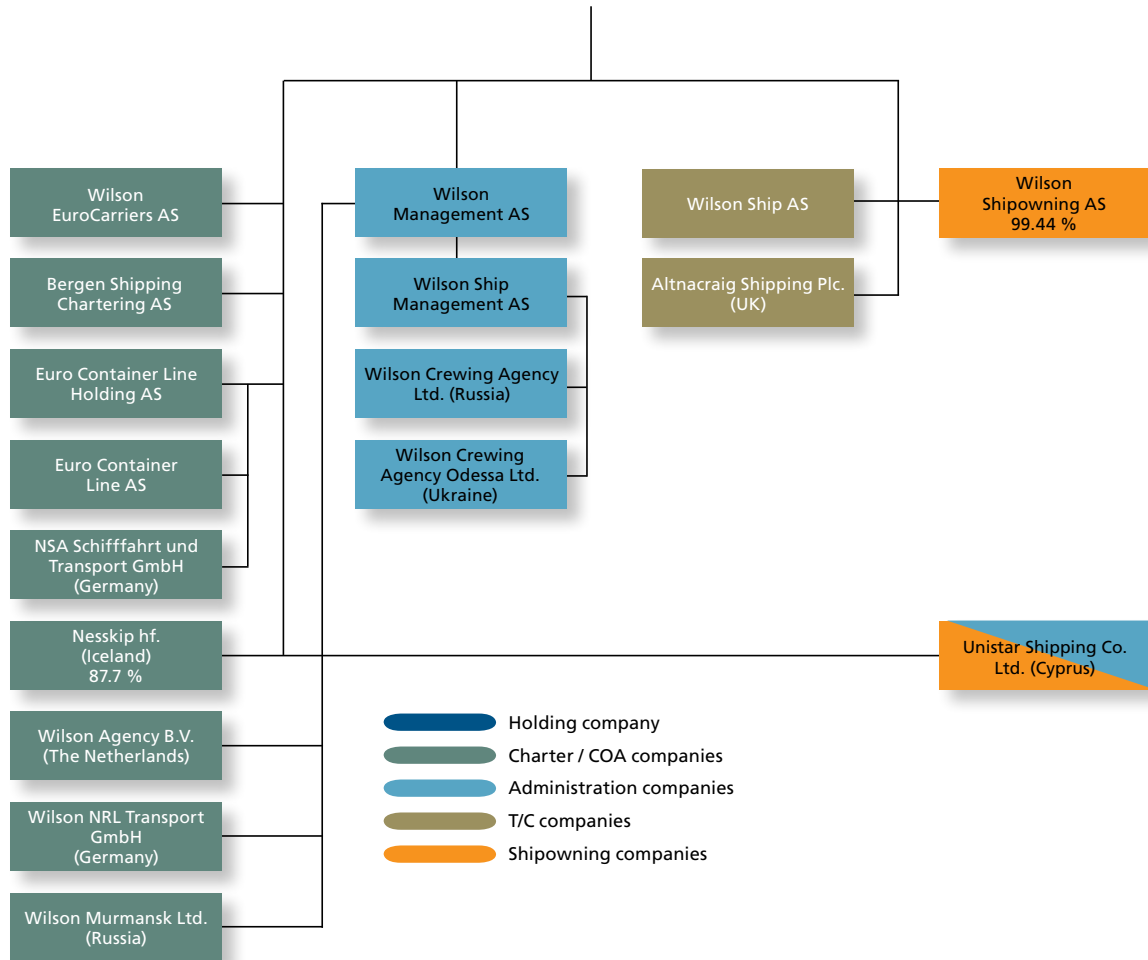 Wilson
EuroCarriers AS
Bergen Shipping
Chartering AS
Euro Container Line
Holding AS
Euro Container
Line AS
NSA Schifffahrt und
Transport GmbH
(Germany)
Nesskip hf.
(Iceland)
87.7 %
Wilson Agency B.V.
(The Netherlands)
Wilson NRL Transport
GmbH
(Germany)
Wilson Murmansk Ltd.
(Russia)
Wilson
Management AS
Wilson Ship
Management AS
Wilson Crewing Agency
Ltd. (Russia)
Wilson Crewing
Agency Odessa Ltd.
(Ukraine)
Wilson Ship AS
Altnacraig Shipping Plc.
(UK)
Wilson
Shipowning AS
99.44 %
Unistar Shipping Co.
Ltd. (Cyprus)
Holding company
Charter / COA companies
Administration companies
T/C companies
Shipowning companies